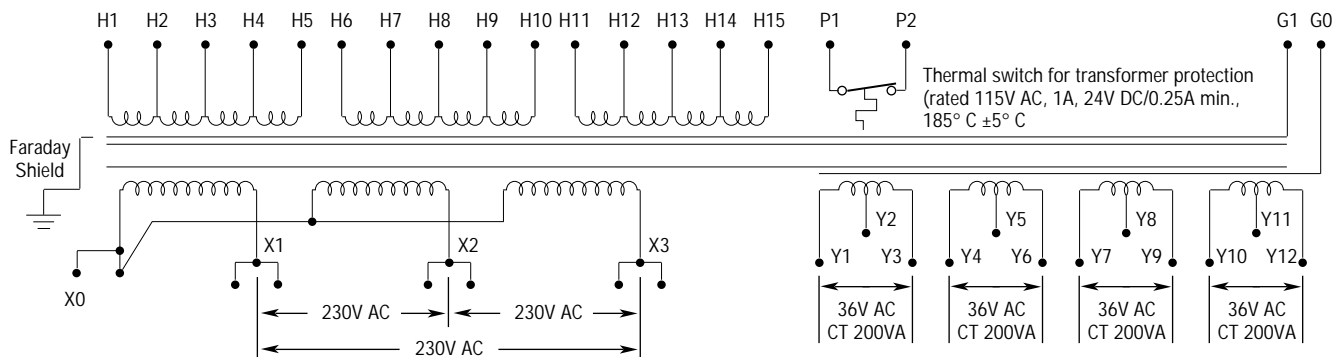 H1 H2 H3 H4 H5 H6 H7 H8 H9 H10 H11 H12 H13 H14 H15 P1 P2 G1 G0
Thermal switch for transformer protection
(rated 115V AC, 1A, 24V DC/0.25A min.,
185° C ±5° C
Faraday
Shield
X0 X1 X2 X3
230V AC 230V AC
230V AC
Y2 Y5 Y8 Y11
Y1 Y3 Y4 Y6 Y7 Y9 Y10 Y12
36V AC 36V AC 36V AC 36V AC
CT 200VA CT 200VA CT 200VA CT 200VA